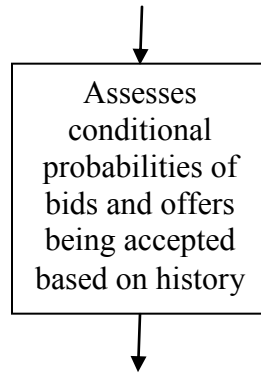 Assesses
conditional
probabilities of
bids and offers
being accepted
based on history